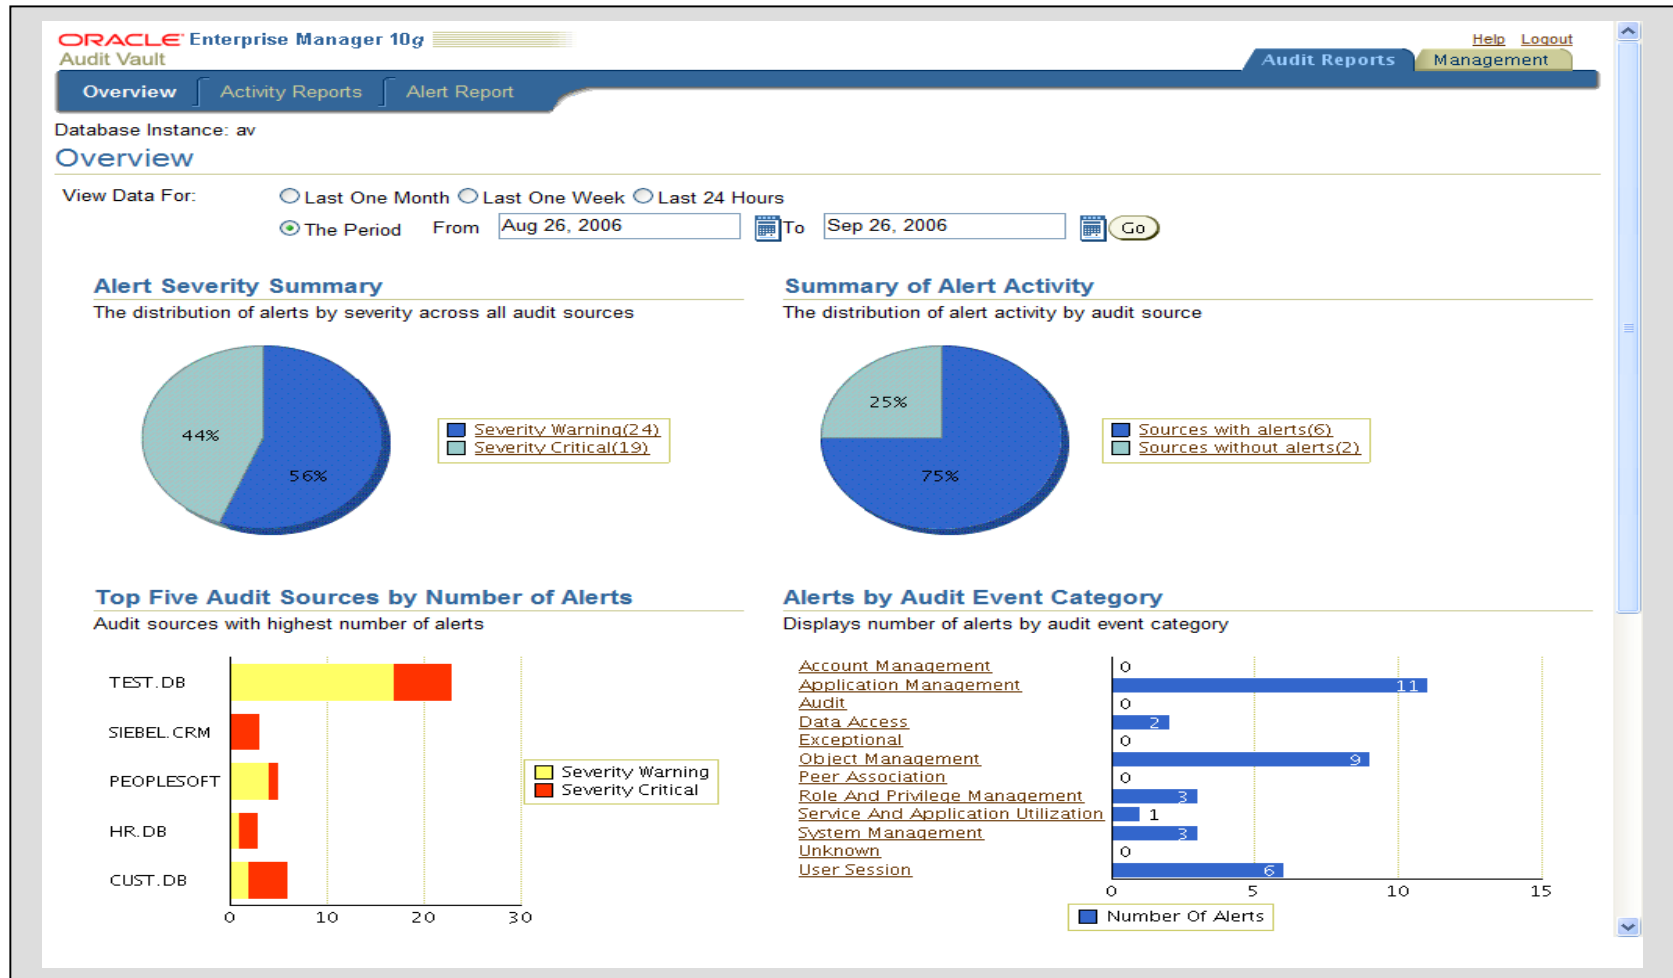 ORACLE Enterprise Manager 10g
Audit Vault
Help Logout
Audit Reports Management
Overview Activity Reports Alert Report
Database Instance: av
Overview
View Data For: Last One Month Last One Week Last 24 Hours
The Period From Aug 26, 2006 To Sep 26, 2006 Go
Alert Severity Summary
The distribution of alerts by severity across all audit sources
44%
56%
Severity Warning(24)
Severity Critical(19)
Summary of Alert Activity
The distribution of alert activity by audit source
25%
75%
Sources with alerts(6)
Sources without alerts(2)
Top Five Audit Sources by Number of Alerts
Audit sources with highest number of alerts
TEST.DB
SIEBEL.CRM
PEOPLESOFT
HR.DB
CUST.DB
0 10 20 30
Severity Warning
Severity Critical
Alerts by Audit Event Category
Displays number of alerts by audit event category
Account Management 0
Application Management 11
Audit 0
Data Access 2
Exceptional 0
Object Management 9
Peer Association 0
Role And Privilege Management 3
Service And Application Utilization 1
System Management 3
Unknown 0
User Session 6
0 5 10 15
Number Of Alerts